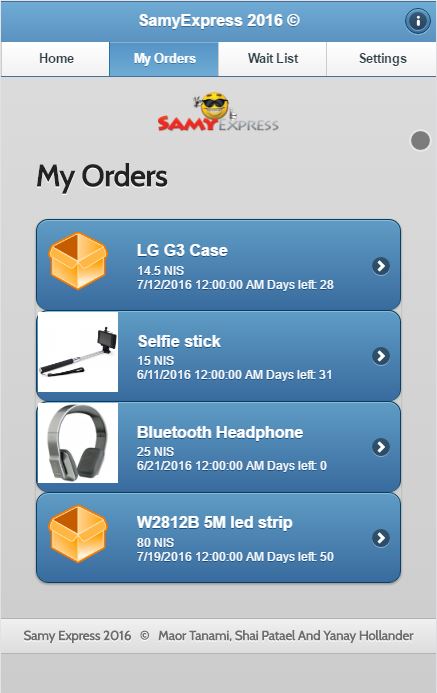 SamyExpress 2016 ©
Home My Orders Wait List Settings
SAMY EXPRESS
My Orders
LG G3 Case
14.5 NIS
7/12/2016 12:00:00 AM Days left: 28
Selfie stick
15 NIS
6/11/2016 12:00:00 AM Days left: 31
Bluetooth Headphone
25 NIS
6/21/2016 12:00:00 AM Days left: 0
W2812B 5M led strip
80 NIS
7/19/2016 12:00:00 AM Days left: 50
Samy Express 2016 © Maor Tanami, Shai Patael And Yanay Hollander